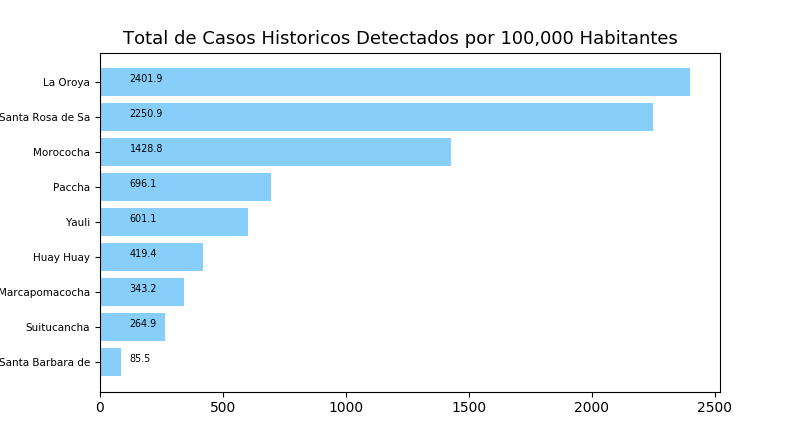 Total de Casos Historicos Detectados por 100,000 Habitantes
La Oroya 2401.9
Santa Rosa de Sa 2250.9
Morococha 1428.8
Paccha 696.1
Yauli 601.1
Huay Huay 419.4
Marcapomacocha 343.2
Suitucancha 264.9
Santa Barbara de 85.5
0 500 1000 1500 2000 2500